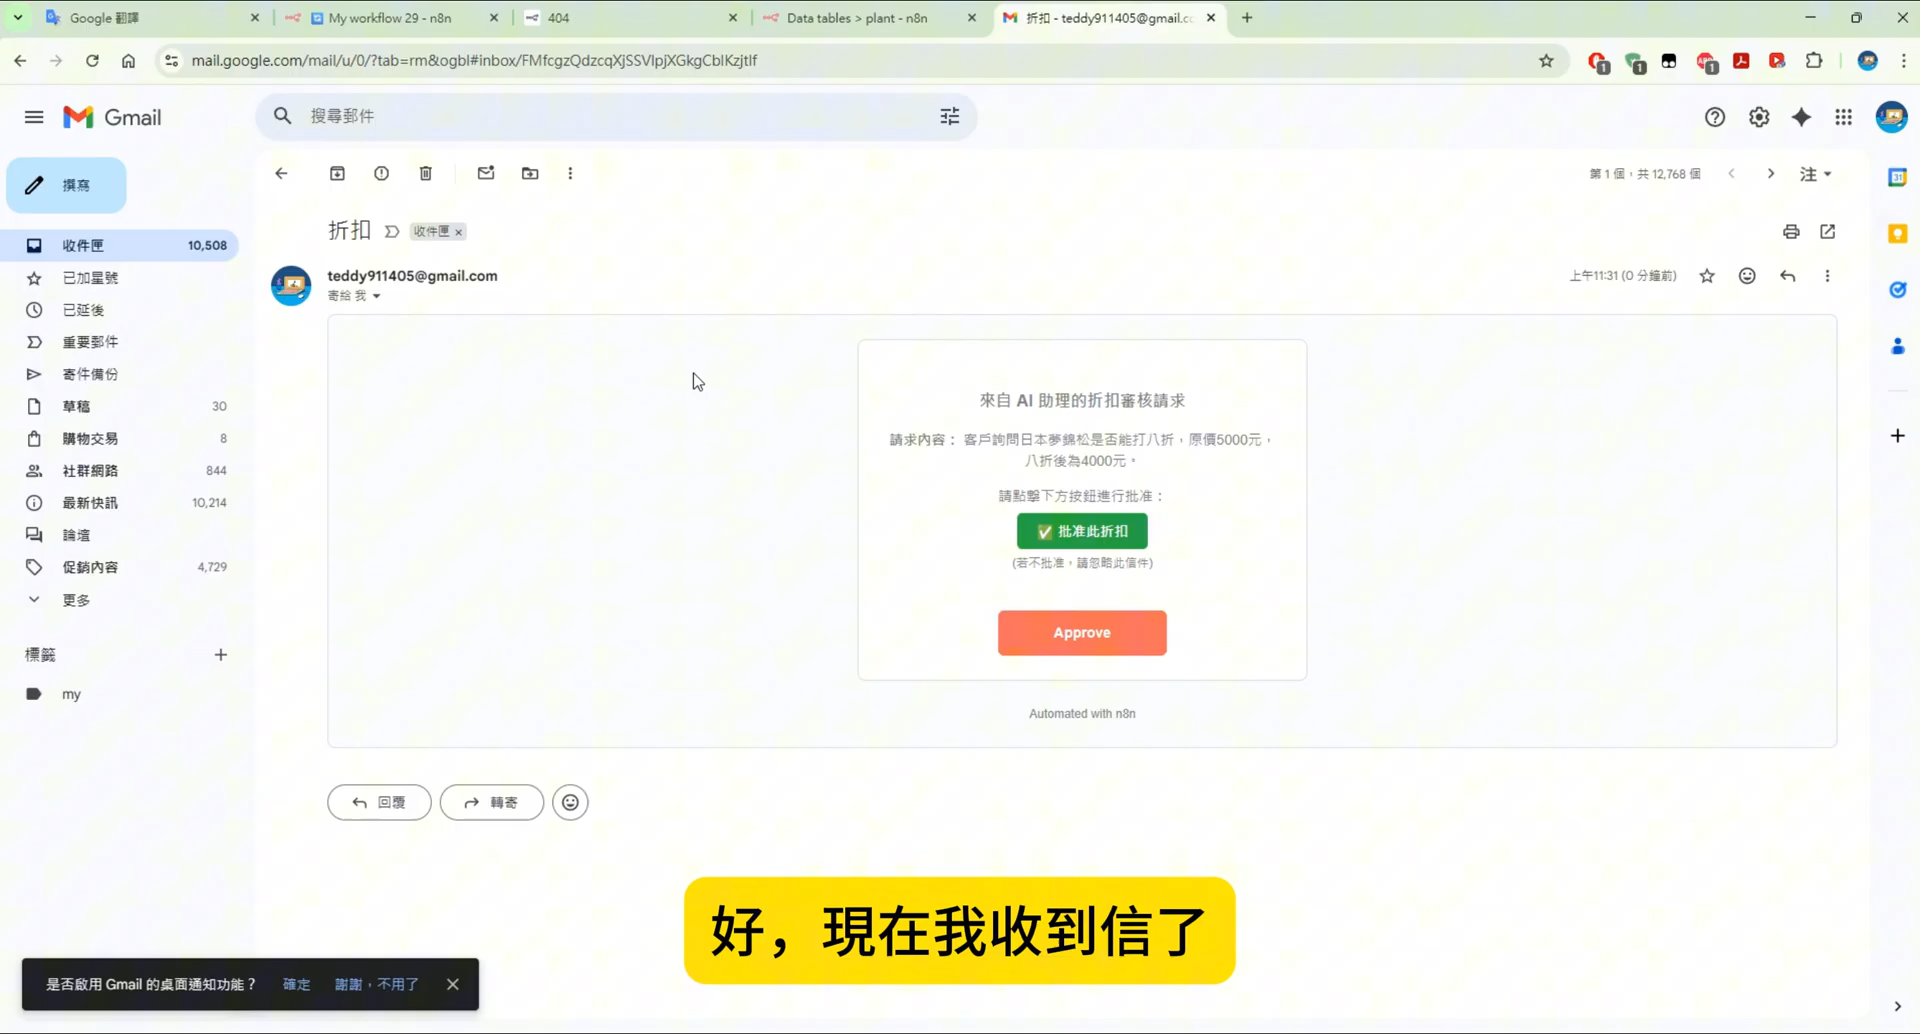 Google 翻譯
My workflow 29 - n8n
404
Data tables > plant - n8n
折扣 - teddy911405@gmail.cc
mail.google.com/mail/u/0/?tab=rm&ogbl#inbox/FMfcgzQdzcqXjSSVlpjXGkgCblKzjtlf
Gmail
搜尋郵件
撰寫
第 1 個,共 12,768 個
注
收件匣 10,508
已加星號
已延後
重要郵件
寄件備份
草稿 30
購物交易 8
社群網路 844
最新快訊 10,214
論壇
促銷內容 4,729
更多
標籤
my
折扣
收件匣 ×
teddy911405@gmail.com
寄給 我
上午11:31 (0 分鐘前)
來自 AI 助理的折扣審核請求
請求內容: 客戶詢問日本夢錦松是否能打八折,原價5000元,
八折後為4000元。
請點擊下方按鈕進行批准:
✅ 批准此折扣
(若不批准,請忽略此信件)
Approve
Automated with n8n
回覆
轉寄
好,現在我收到信了
是否啟用 Gmail 的桌面通知功能? 確定 謝謝,不用了